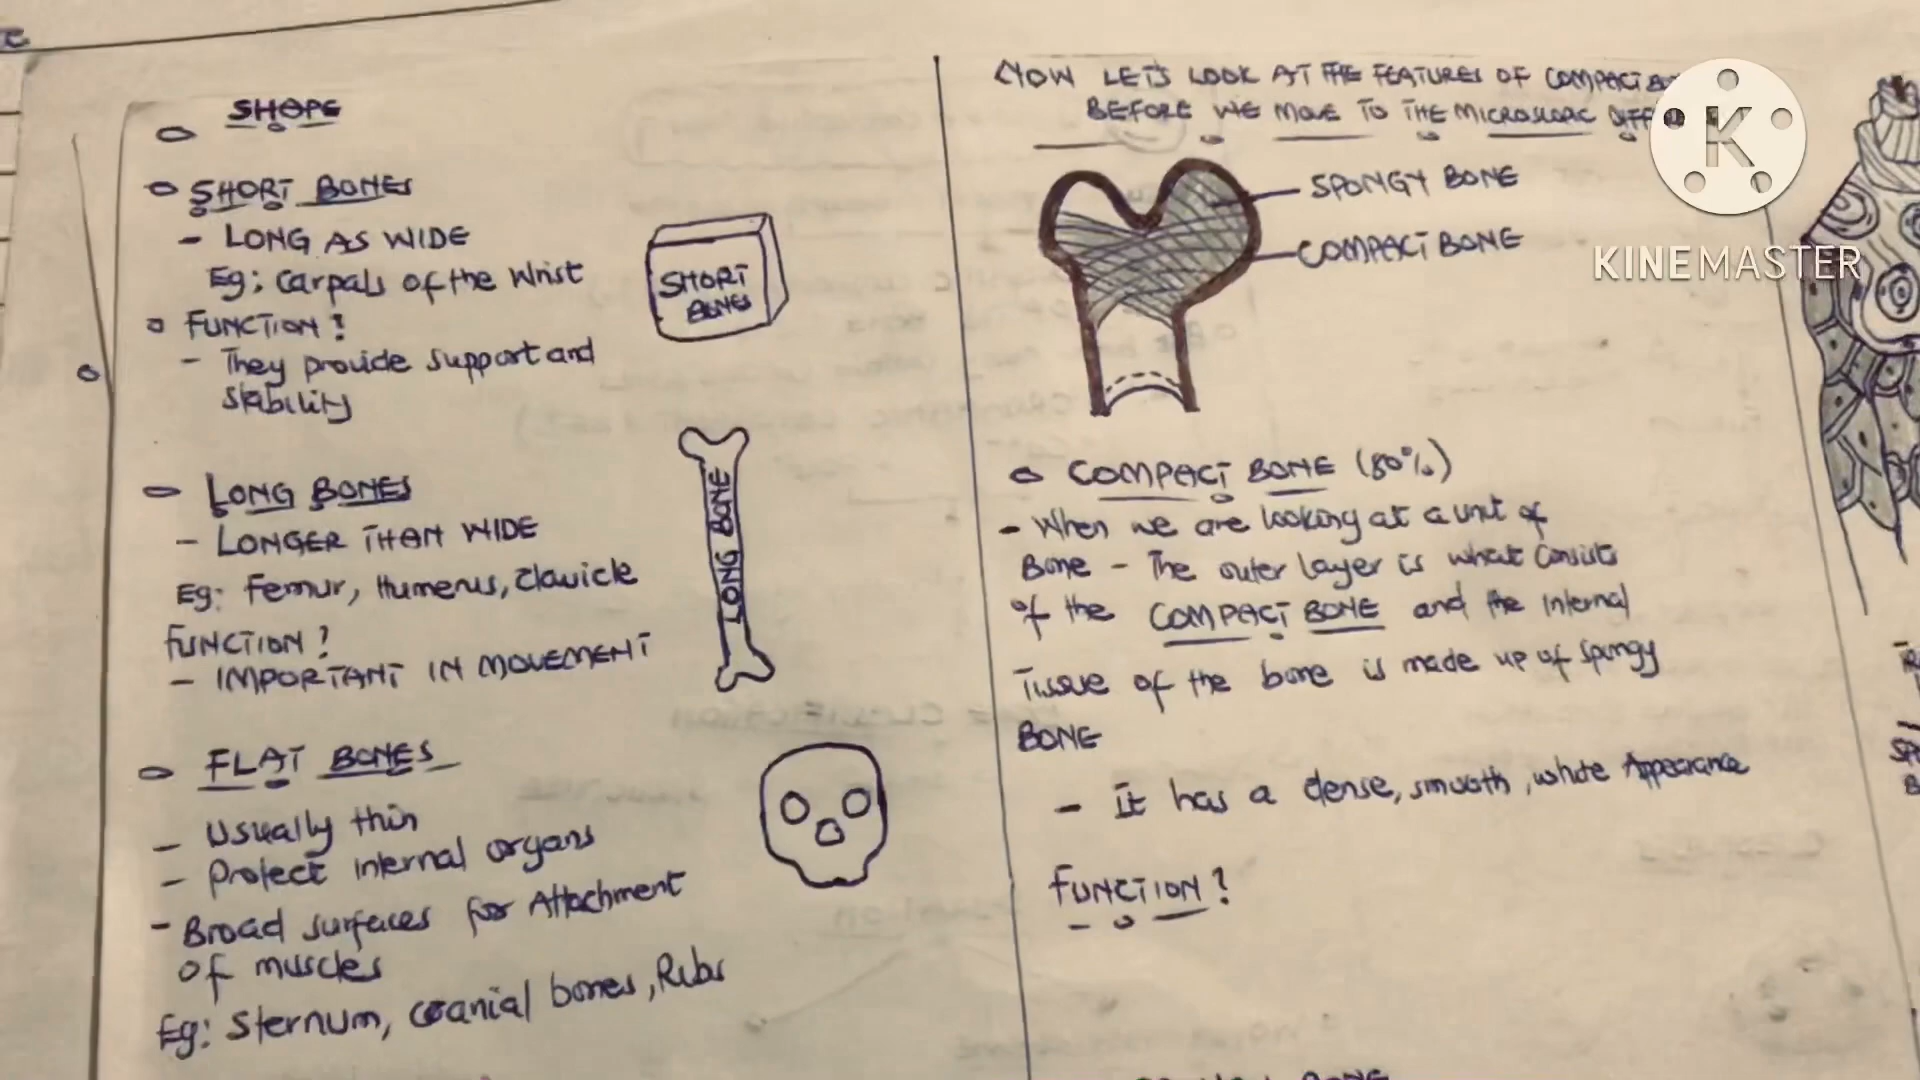 SHAPE
SHORT BONES
- LONG AS WIDE
Eg: Carpals of the Wrist
FUNCTION?
- They provide support and
stability
SHORT
BONES
LONG BONES
- LONGER THAN WIDE
Eg: Femur, Humerus, Clavicle
FUNCTION?
- IMPORTANT IN MOVEMENT
LONG BONE
FLAT BONES
- Usually thin
- Protect internal organs
- Broad surfaces for Attachment
of muscles
Eg: Sternum, cranial bones, Ribs
NOW LET'S LOOK AT THE FEATURES OF COMPACT
BEFORE WE MOVE TO THE MICROSCOPIC
SPONGY BONE
COMPACT BONE
COMPACT BONE (80%)
- When we are looking at a unit of
Bone - The outer layer is what consists
of the COMPACT BONE and the internal
Tissue of the bone is made up of spongy
BONE
- It has a dense, smooth, white Appearance
FUNCTION?
K
KINEMASTER